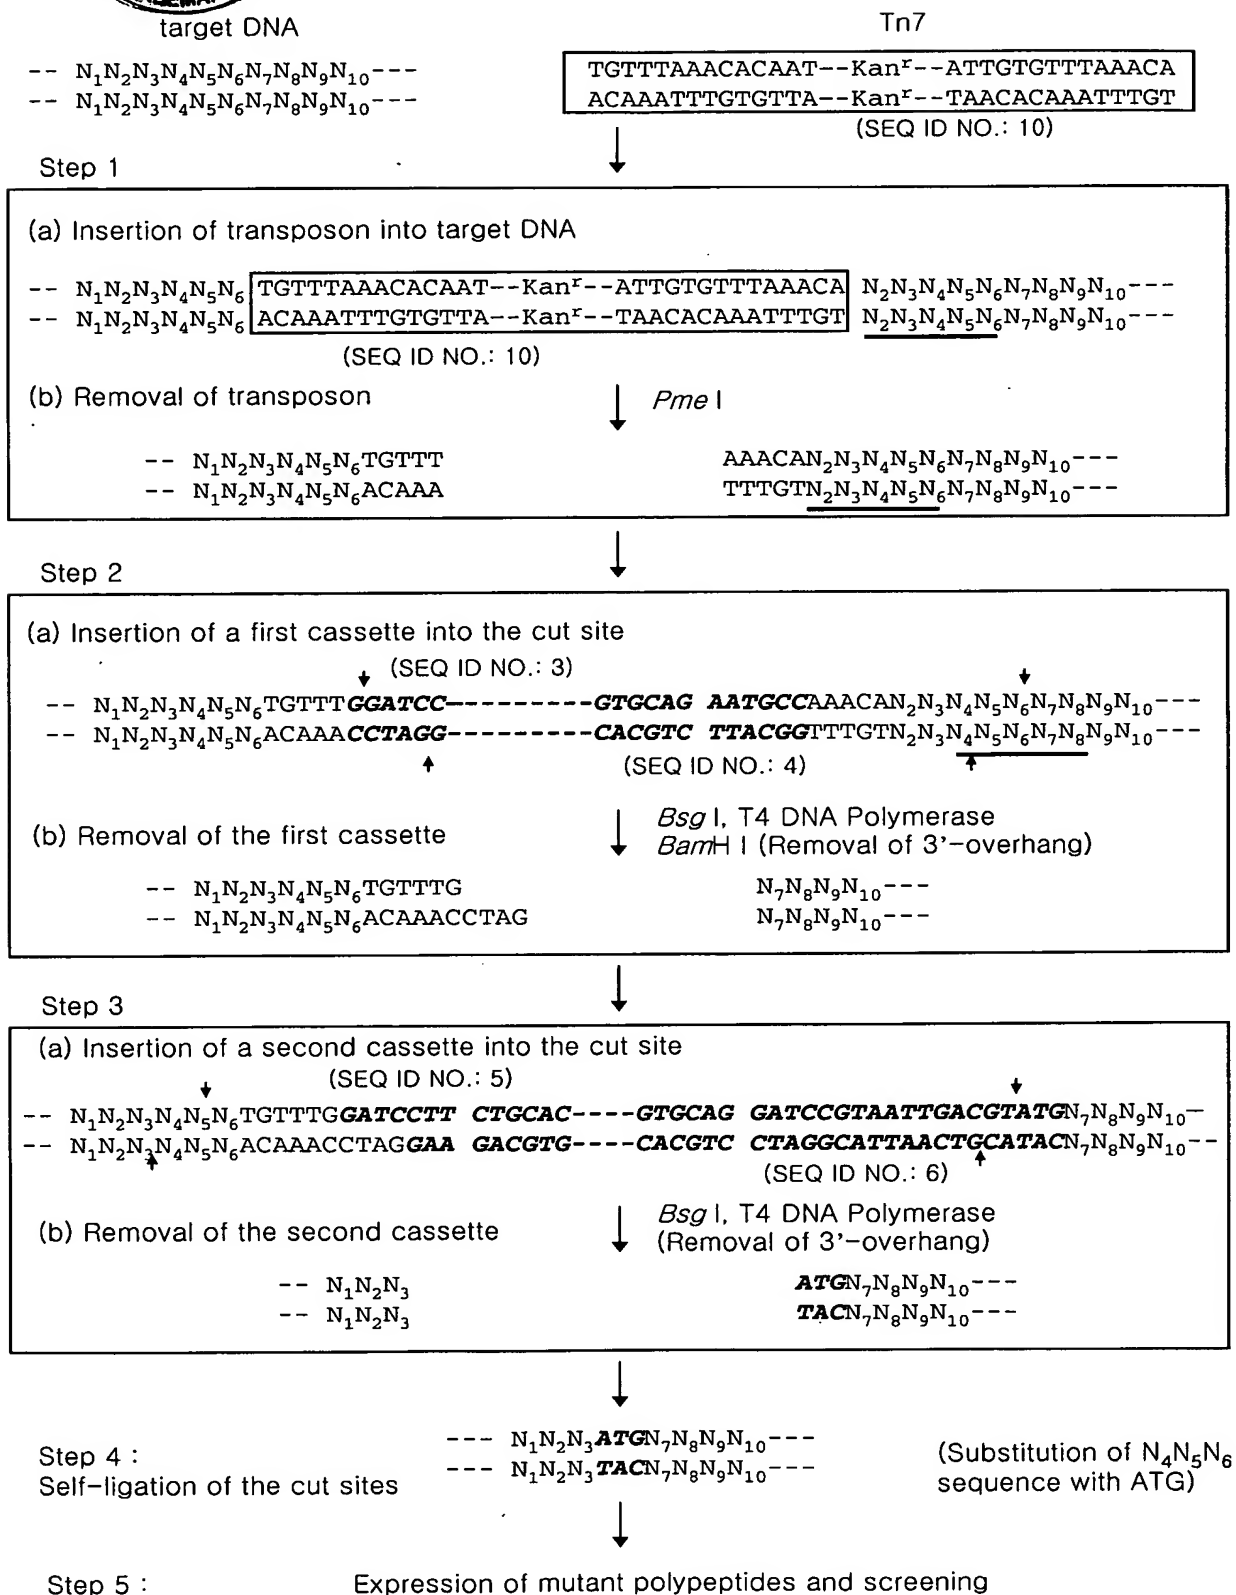 target DNA
Tn7
-- N1N2N3N4N5N6N7N8N9N10---
-- N1N2N3N4N5N6N7N8N9N10---
TGTTTAAACACAAT--Kanr--ATTGTGTTTAAACA
ACAAATTTGTGTTA--Kanr--TAACACAAATTTGT
(SEQ ID NO.: 10)
Step 1
(a) Insertion of transposon into target DNA
-- N1N2N3N4N5N6 TGTTTAAACACAAT--Kanr--ATTGTGTTTAAACA N2N3N4N5N6N7N8N9N10---
-- N1N2N3N4N5N6 ACAAATTTGTGTTA--Kanr--TAACACAAATTTGT N2N3N4N5N6N7N8N9N10---
(SEQ ID NO.: 10)
(b) Removal of transposon
Pme I
-- N1N2N3N4N5N6TGTTT AAACAN2N3N4N5N6N7N8N9N10---
-- N1N2N3N4N5N6ACAAA TTTGTN2N3N4N5N6N7N8N9N10---
Step 2
(a) Insertion of a first cassette into the cut site
(SEQ ID NO.: 3)
-- N1N2N3N4N5N6TGTTTGGATCC---------GTGCAG AATGCCAAACAN2N3N4N5N6N7N8N9N10---
-- N1N2N3N4N5N6ACAAACCTAGG---------CACGTC TTACGGTTTGTN2N3N4N5N6N7N8N9N10---
(SEQ ID NO.: 4)
(b) Removal of the first cassette
Bsg I, T4 DNA Polymerase
BamH I (Removal of 3'-overhang)
-- N1N2N3N4N5N6TGTTTG N7N8N9N10---
-- N1N2N3N4N5N6ACAAACCTAG N7N8N9N10---
Step 3
(a) Insertion of a second cassette into the cut site
(SEQ ID NO.: 5)
-- N1N2N3N4N5N6TGTTTGGATCCTT CTGCAC----GTGCAG GATCCGTAATTGACGTATGN7N8N9N10—
-- N1N2N3N4N5N6ACAAACCTAGGAA GACGTG----CACGTC CTAGGCATTAACTGCATACN7N8N9N10--
(SEQ ID NO.: 6)
(b) Removal of the second cassette
Bsg I, T4 DNA Polymerase
(Removal of 3'-overhang)
-- N1N2N3 ATGN7N8N9N10---
-- N1N2N3 TACN7N8N9N10---
Step 4 :
Self-ligation of the cut sites
--- N1N2N3ATGN7N8N9N10---
--- N1N2N3TACN7N8N9N10---
(Substitution of N4N5N6
sequence with ATG)
Step 5 :
Expression of mutant polypeptides and screening